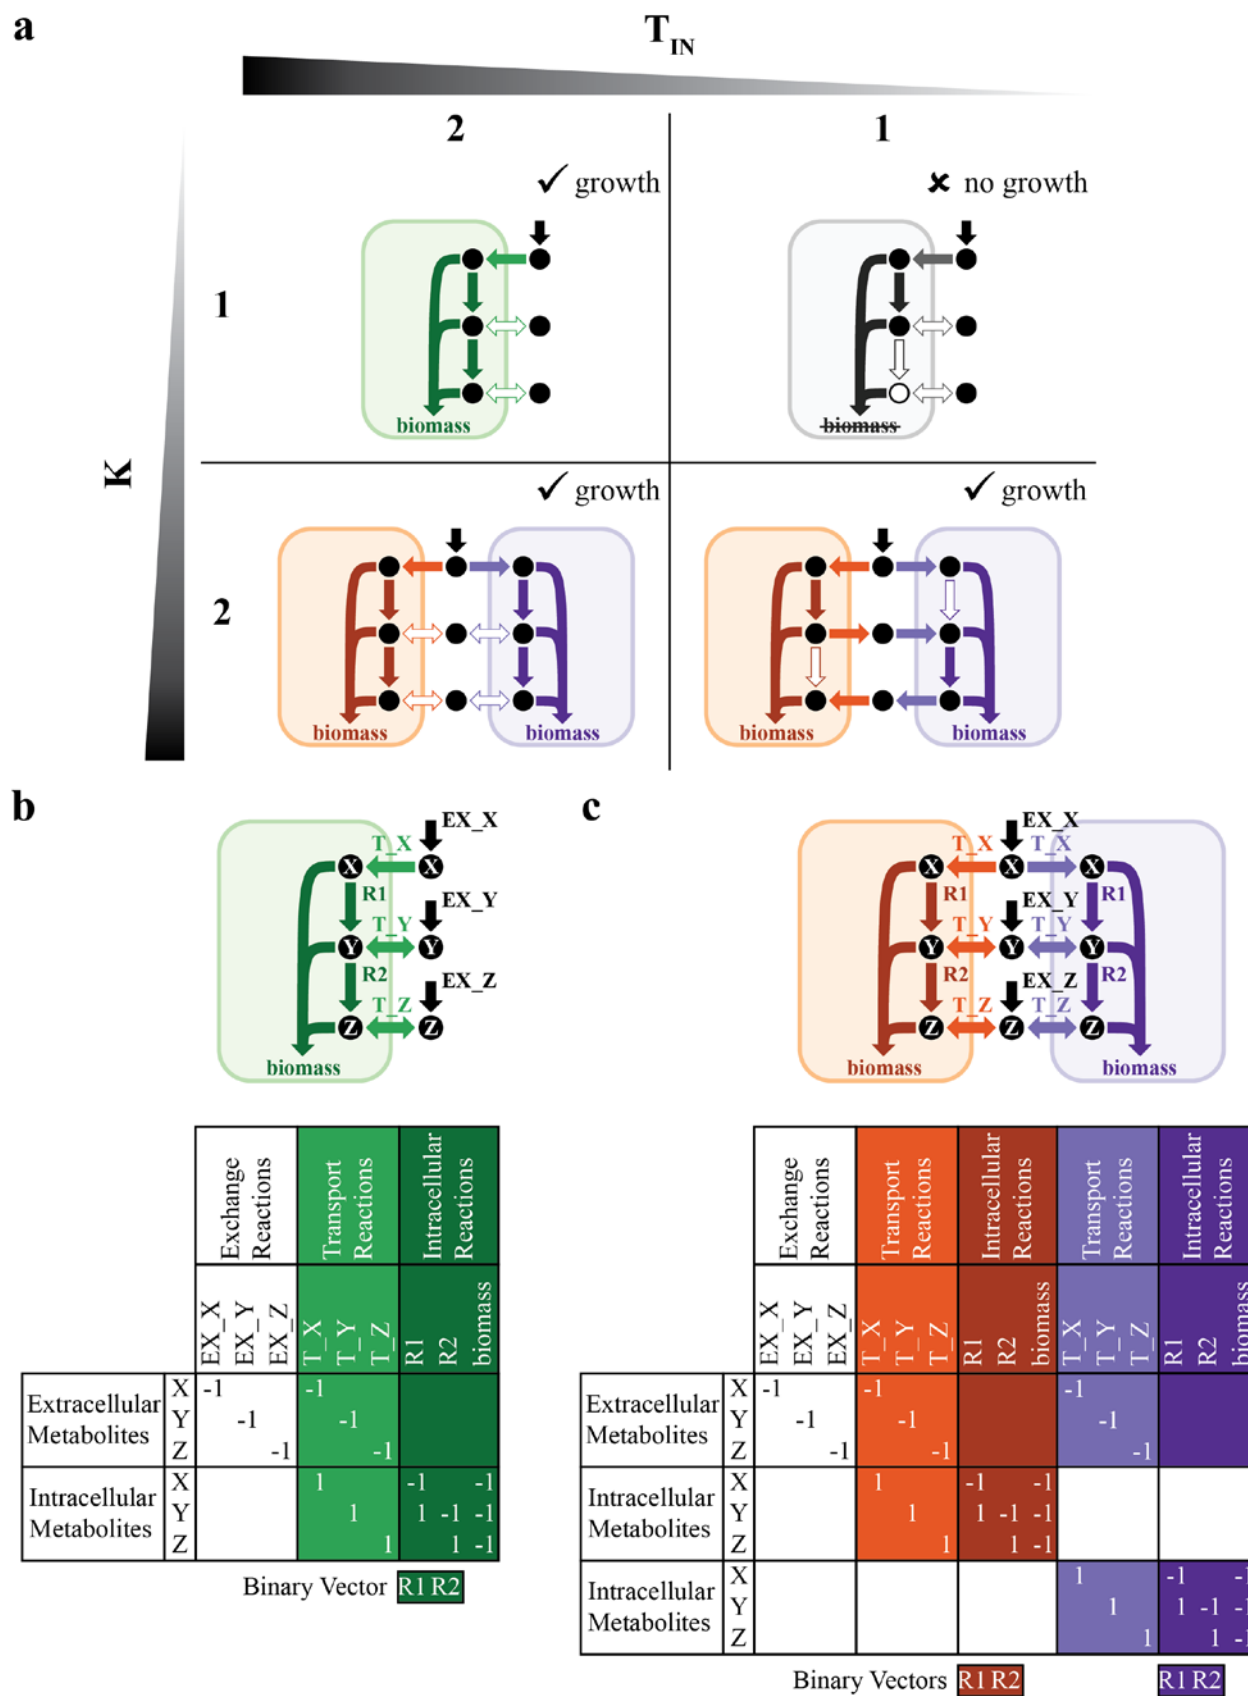 a
T_IN
2
1
✓ growth
✘ no growth
1
biomass
biomass
K
✓ growth
✓ growth
2
biomass
biomass
biomass
biomass
b
EX_X
T_X
X
X
R1
EX_Y
T_Y
Y
Y
R2
EX_Z
T_Z
Z
Z
biomass
c
EX_X
T_X
T_X
X
X
X
R1
EX_Y
R1
T_Y
T_Y
Y
Y
Y
R2
EX_Z
R2
T_Z
T_Z
Z
Z
Z
biomass
biomass
Exchange Reactions
Transport Reactions
Intracellular Reactions
EX_X EX_Y EX_Z T_X T_Y T_Z R1 R2 biomass
Extracellular Metabolites
X -1 -1
Y -1 -1
Z -1 -1
Intracellular Metabolites
X 1 -1 -1
Y 1 1 -1 -1
Z 1 1 -1
Binary Vector R1 R2
Exchange Reactions
Transport Reactions
Intracellular Reactions
Transport Reactions
Intracellular Reactions
EX_X EX_Y EX_Z T_X T_Y T_Z R1 R2 biomass T_X T_Y T_Z R1 R2 biomass
Extracellular Metabolites
X -1 -1 -1
Y -1 -1 -1
Z -1 -1 -1
Intracellular Metabolites
X 1 -1 -1
Y 1 1 -1 -1
Z 1 1 -1
Intracellular Metabolites
X 1 -1 -1
Y 1 1 -1 -1
Z 1 1 -1
Binary Vectors R1 R2 R1 R2